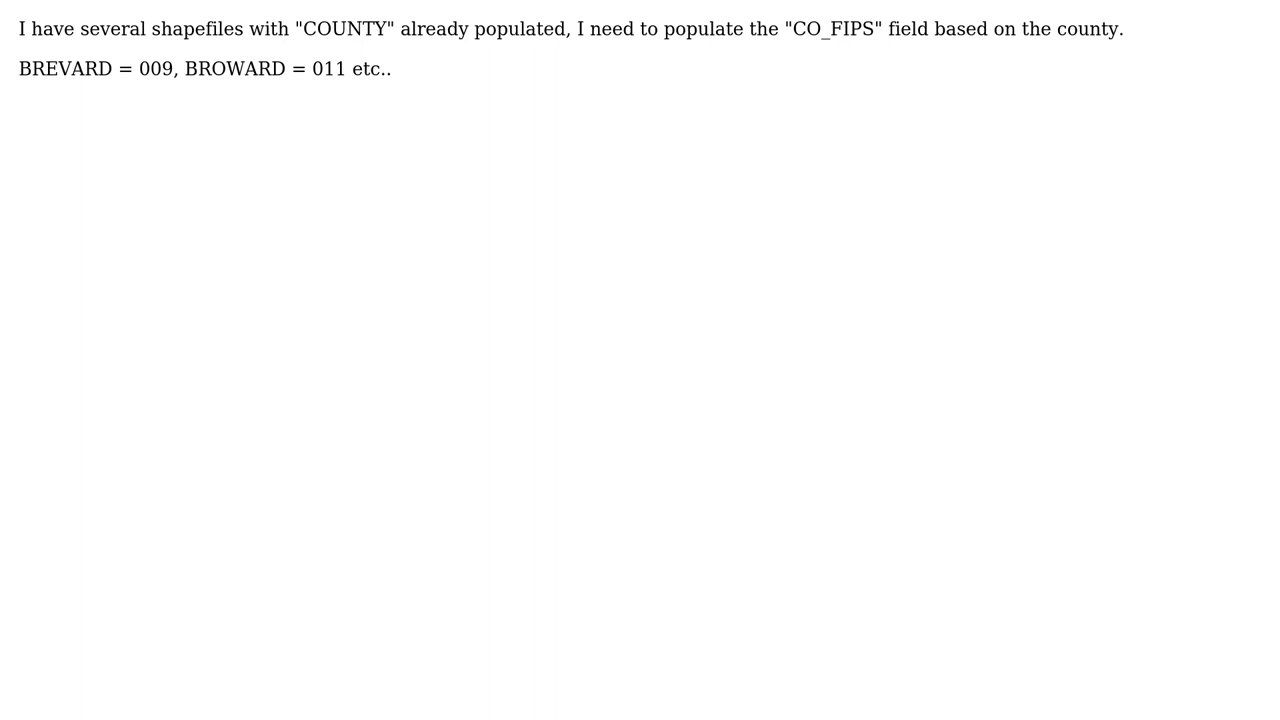 I have several shapefiles with "COUNTY" already populated, I need to populate the "CO_FIPS" field based on the county.
BREVARD = 009, BROWARD = 011 etc..